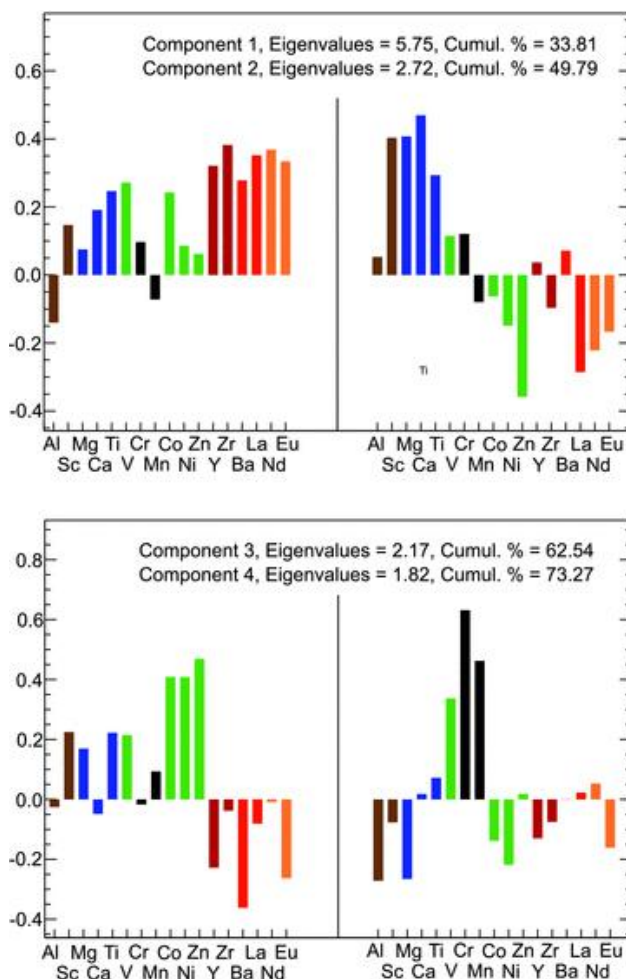 Component 1, Eigenvalues = 5.75, Cumul. % = 33.81
Component 2, Eigenvalues = 2.72, Cumul. % = 49.79
0.6
0.4
0.2
0.0
-0.2
-0.4
Ti
Al Mg Ti Cr Co Zn Zr La Eu Al Mg Ti Cr Co Zn Zr La Eu
Sc Ca V Mn Ni Y Ba Nd Sc Ca V Mn Ni Y Ba Nd
Component 3, Eigenvalues = 2.17, Cumul. % = 62.54
Component 4, Eigenvalues = 1.82, Cumul. % = 73.27
0.8
0.6
0.4
0.2
0.0
-0.2
-0.4
Al Mg Ti Cr Co Zn Zr La Eu Al Mg Ti Cr Co Zn Zr La Eu
Sc Ca V Mn Ni Y Ba Nd Sc Ca V Mn Ni Y Ba Nd